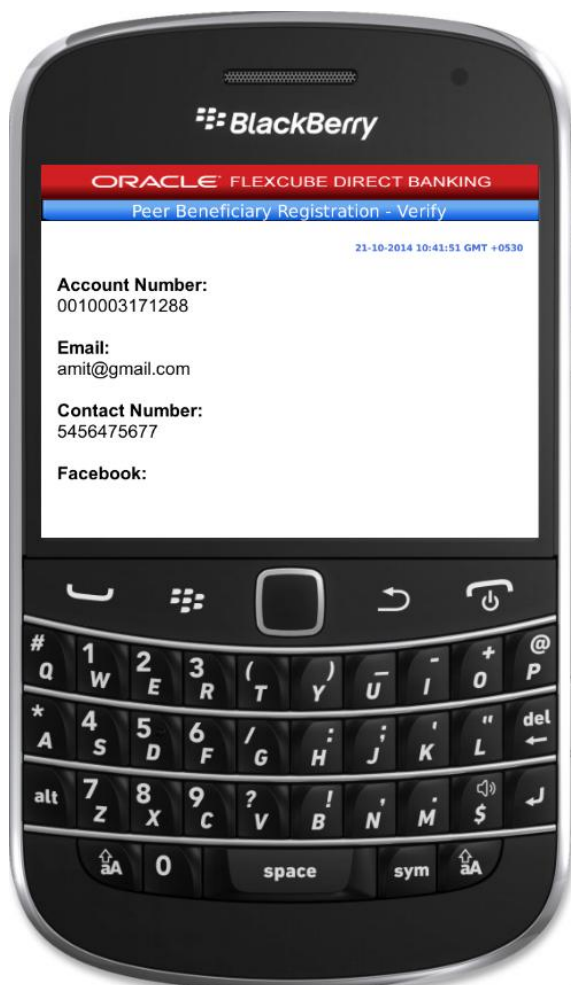 BlackBerry
ORACLE FLEXCUBE DIRECT BANKING
Peer Beneficiary Registration - Verify
21-10-2014 10:41:51 GMT +0530
Account Number:
0010003171288
Email:
amit@gmail.com
Contact Number:
5456475677
Facebook:
# Q 1 W 2 E 3 R ( T ) Y _ U - I + O @ P
* A 4 S 5 D 6 F / G : H ; J ' K " L del
alt 7 Z 8 X 9 C ? V ! B , N . M $
aA 0 space sym aA